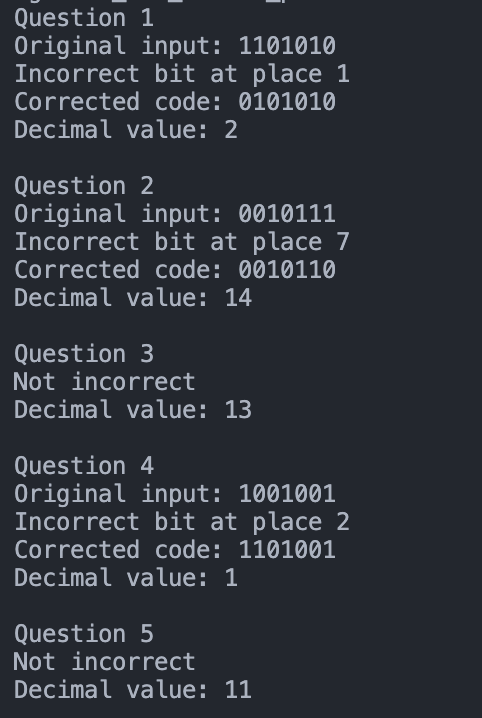 Question 1
Original input: 1101010
Incorrect bit at place 1
Corrected code: 0101010
Decimal value: 2
Question 2
Original input: 0010111
Incorrect bit at place 7
Corrected code: 0010110
Decimal value: 14
Question 3
Not incorrect
Decimal value: 13
Question 4
Original input: 1001001
Incorrect bit at place 2
Corrected code: 1101001
Decimal value: 1
Question 5
Not incorrect
Decimal value: 11